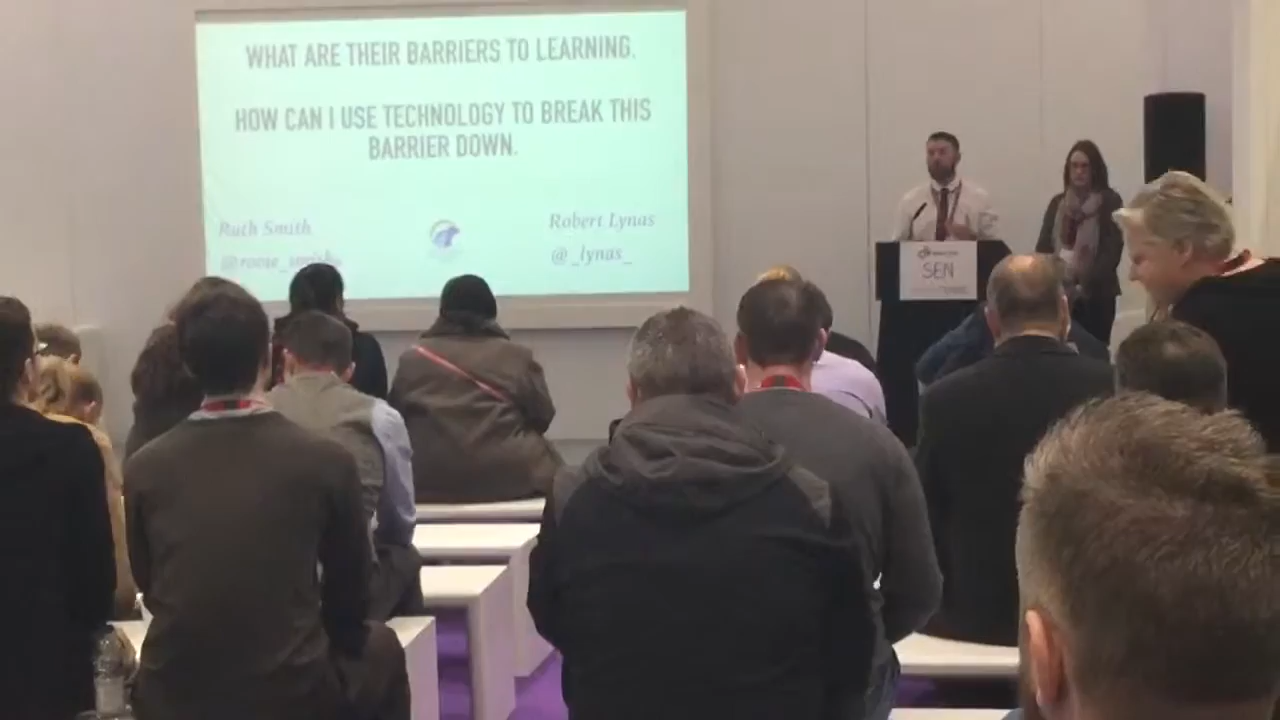 WHAT ARE THEIR BARRIERS TO LEARNING.
HOW CAN I USE TECHNOLOGY TO BREAK THIS
BARRIER DOWN.
Ruth Smith
Robert Lynas
@_lynas_
SEN